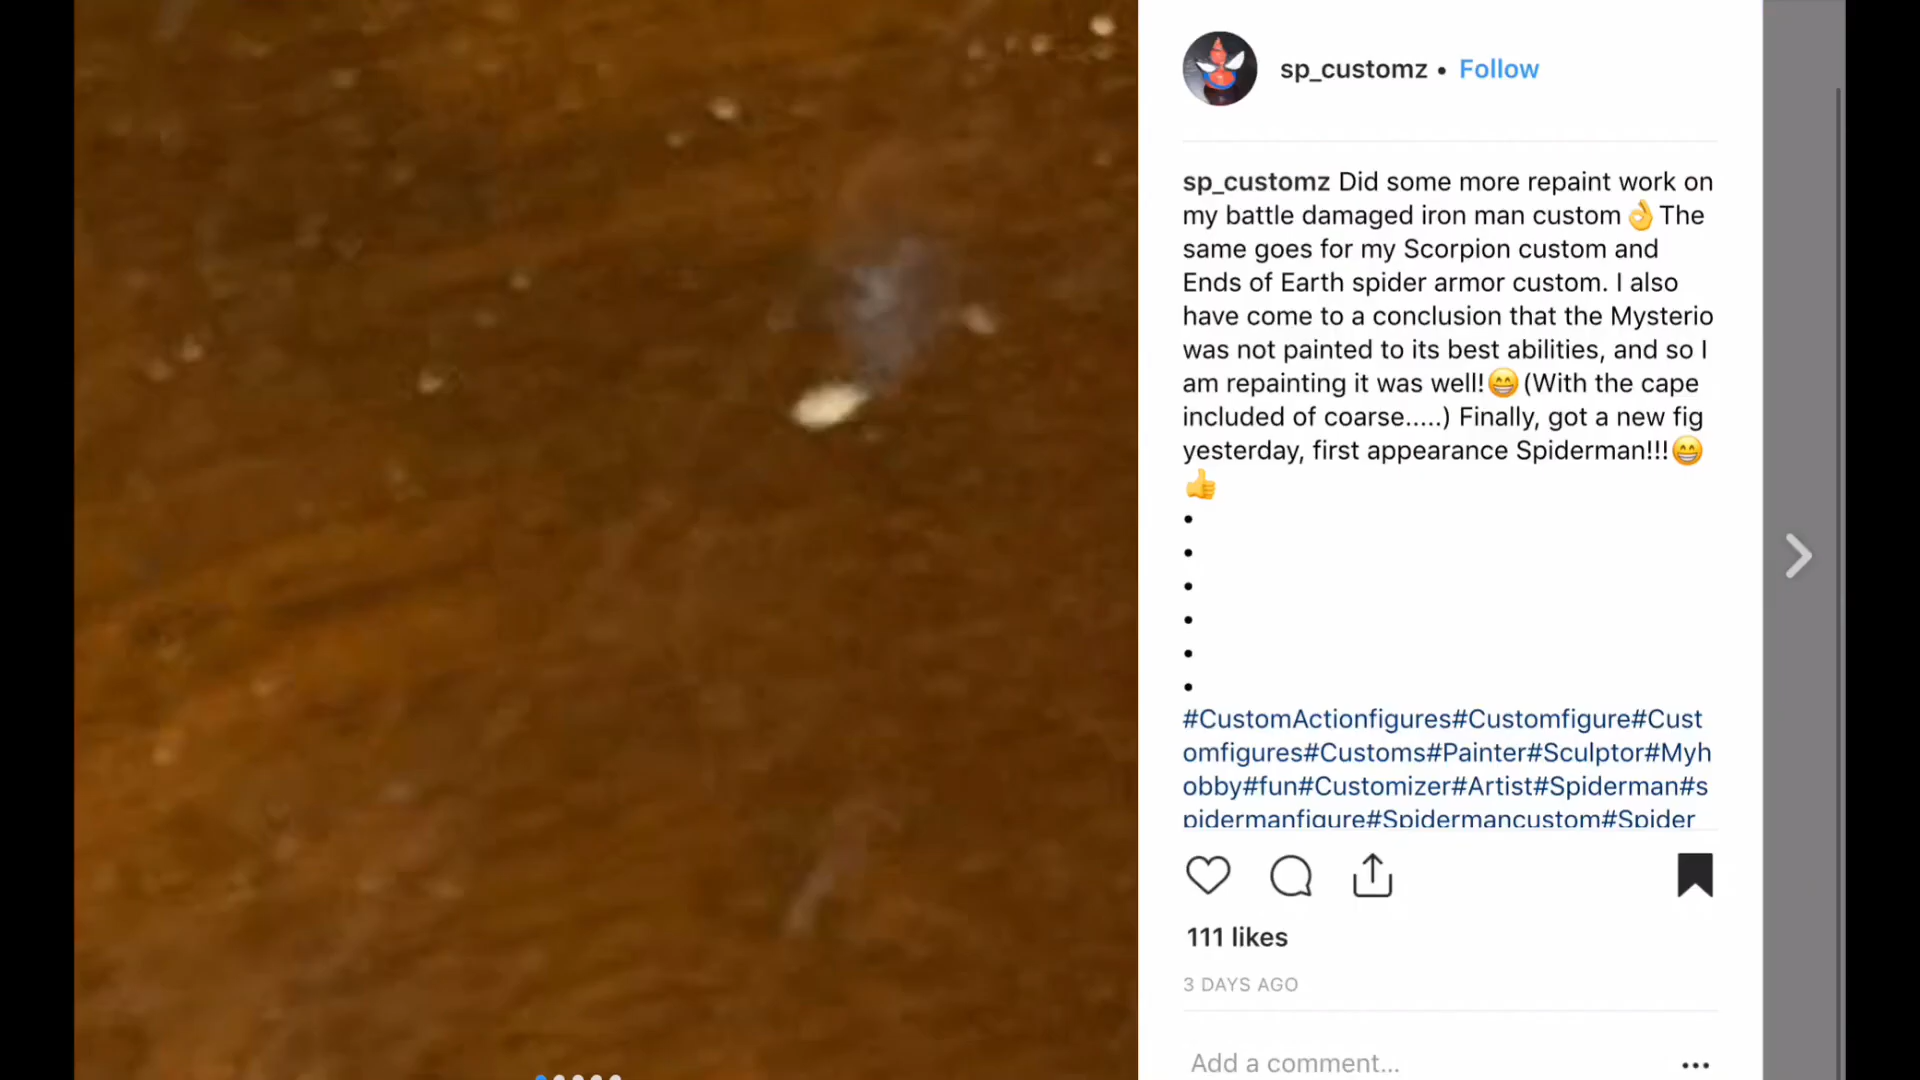 sp_customz • Follow
sp_customz Did some more repaint work on
my battle damaged iron man custom👌The
same goes for my Scorpion custom and
Ends of Earth spider armor custom. I also
have come to a conclusion that the Mysterio
was not painted to its best abilities, and so I
am repainting it was well!😁(With the cape
included of coarse.....) Finally, got a new fig
yesterday, first appearance Spiderman!!!😁
👍
•
•
•
•
•
•
#CustomActionfigures#Customfigure#Cust
omfigures#Customs#Painter#Sculptor#Myh
obby#fun#Customizer#Artist#Spiderman#s
pidermanfigure#Spidermancustom#Spider
111 likes
3 DAYS AGO
Add a comment...